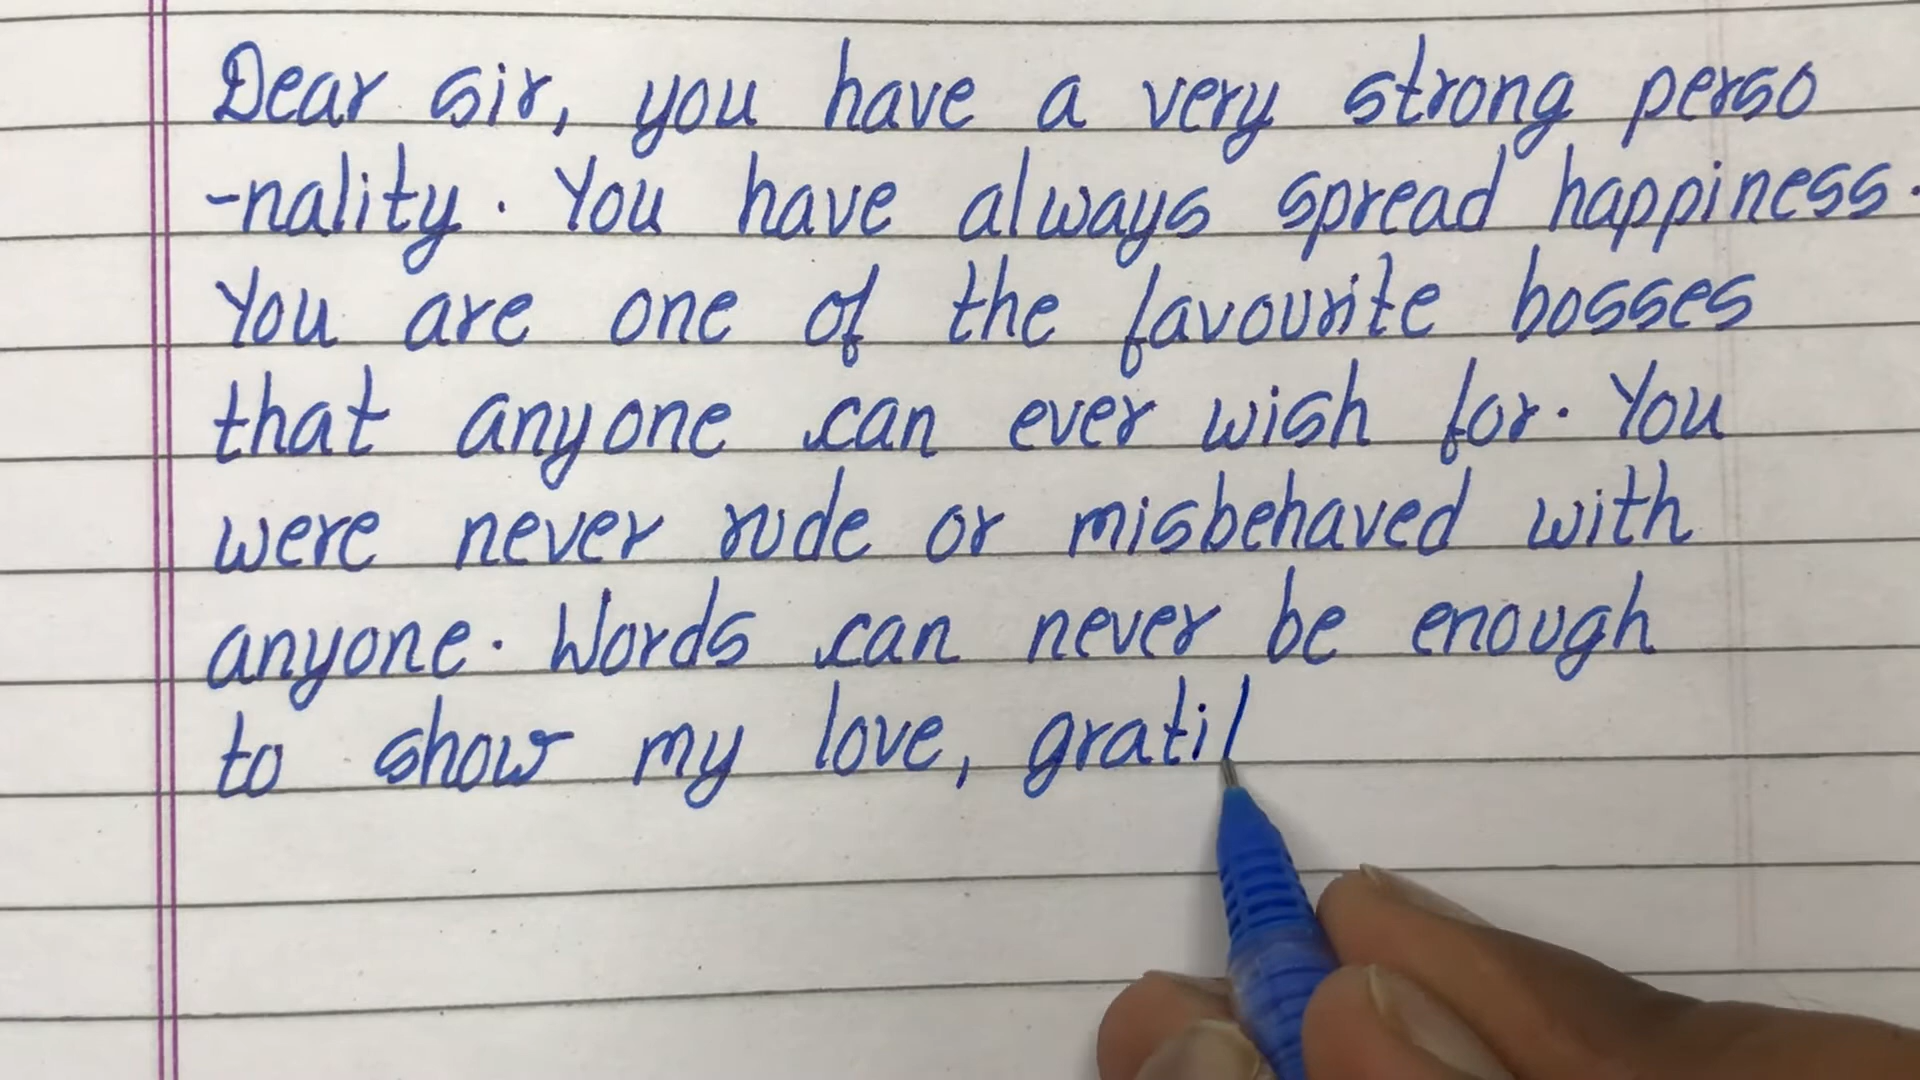 Dear sir, you have a very strong perso
-nality. You have always spread happiness.
You are one of the favourite bosses
that anyone can ever wish for. You
were never rude or misbehaved with
anyone. Words can never be enough
to show my love, grati